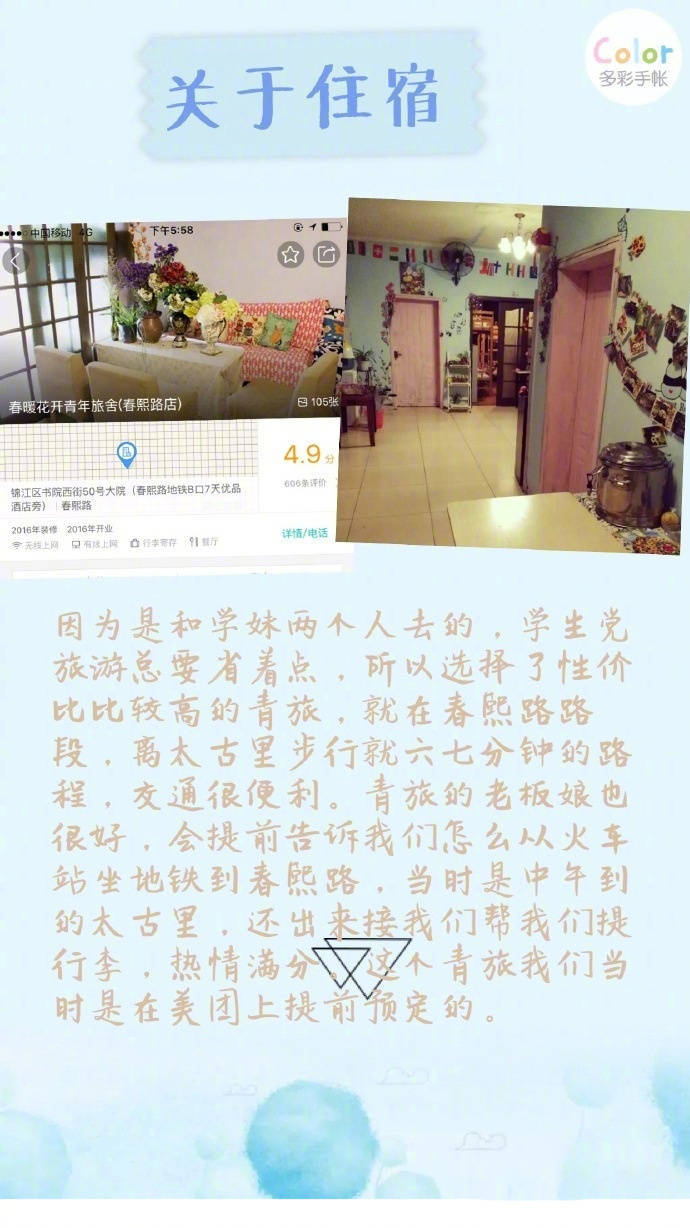 关于住宿
Color
多彩手帐
中国移动 4G 下午5:58
春暖花开青年旅舍(春熙路店)
105张
4.9分
606条评价
锦江区书院西街50号大院（春熙路地铁B口7天优品
酒店旁）｜春熙路
2016年装修 2016年开业
无线上网 有线上网 行李寄存 餐厅
详情/电话
因为是和学妹两个人去的，学生党
旅游总要省着点，所以选择了性价
比比较高的青旅，就在春熙路路
段，离太古里步行就六七分钟的路
程，交通很便利。青旅的老板娘也
很好，会提前告诉我们怎么从火车
站坐地铁到春熙路，当时是中午到
的太古里，还出来接我们帮我们提
行李，热情满分。这个青旅我们当
时是在美团上提前预定的。